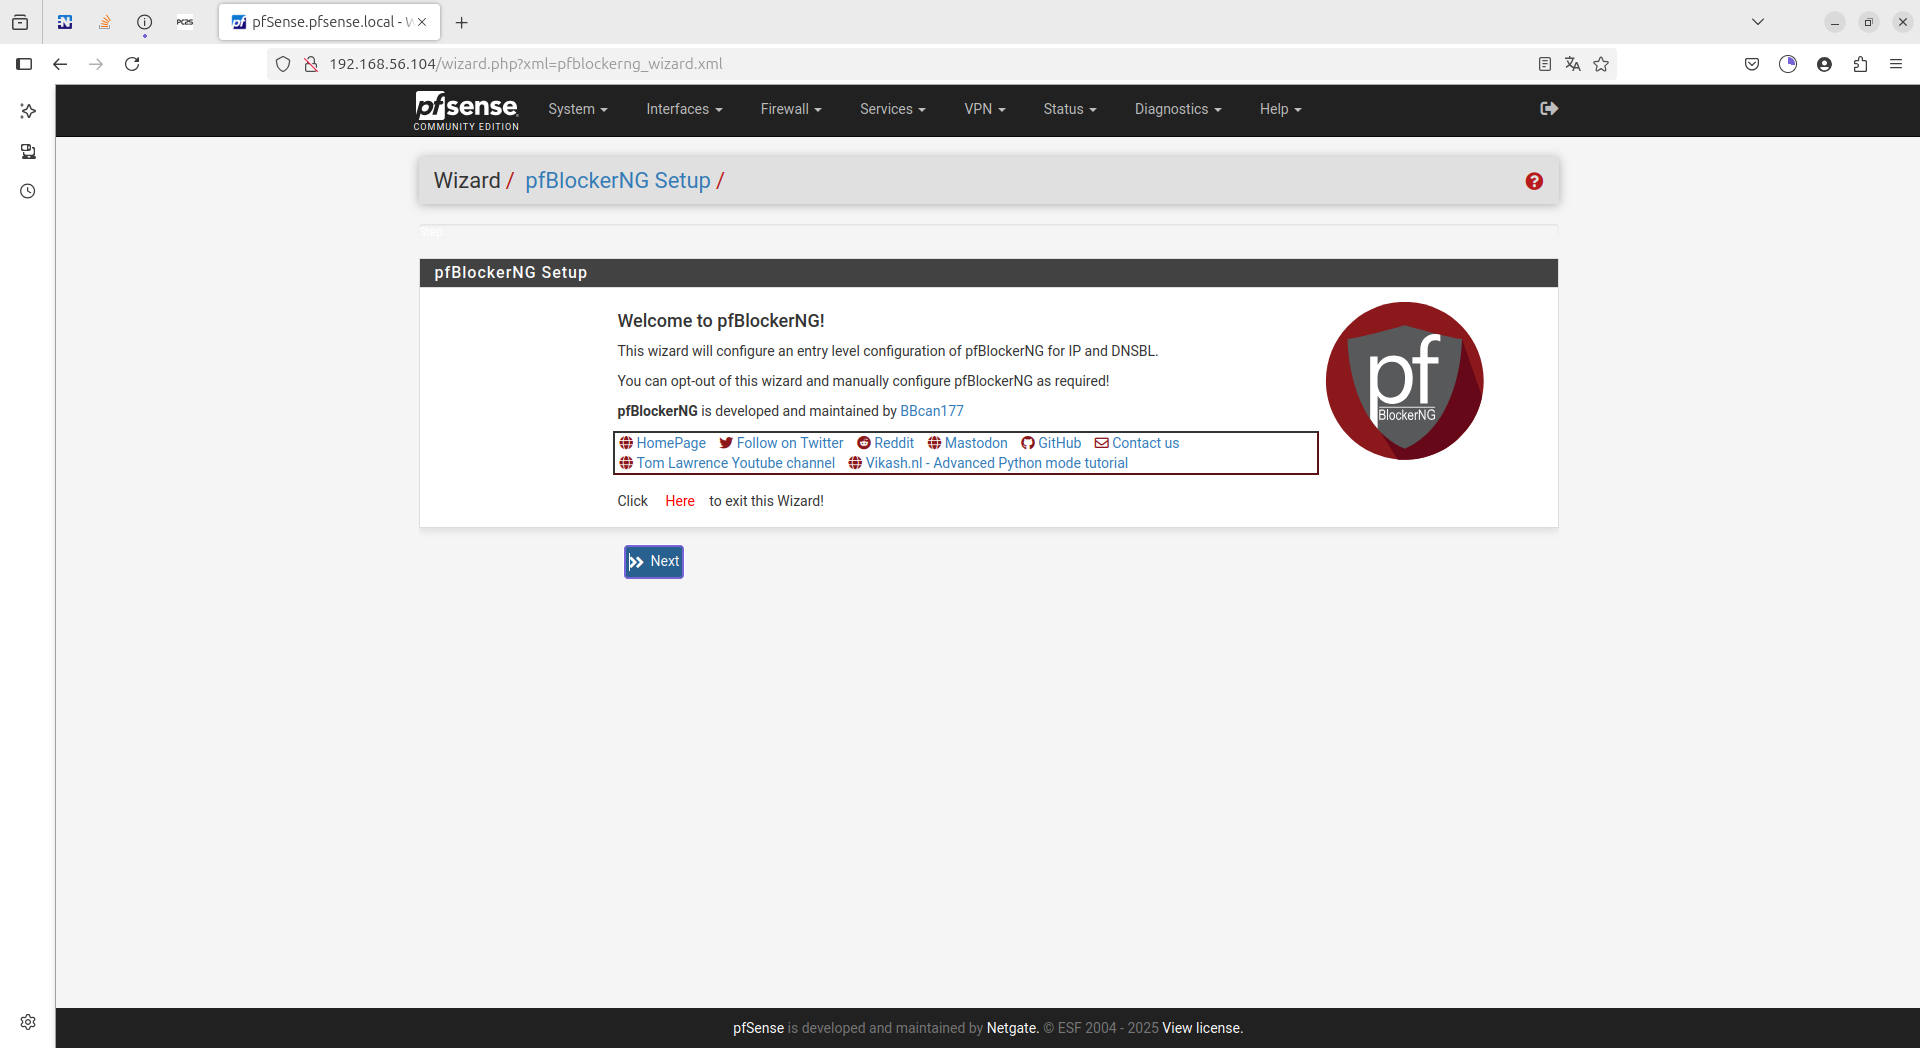 PC2S
pfSense.pfsense.local - W
192.168.56.104/wizard.php?xml=pfblockerng_wizard.xml
pfsense
COMMUNITY EDITION
System
Interfaces
Firewall
Services
VPN
Status
Diagnostics
Help
Wizard / pfBlockerNG Setup /
Step
pfBlockerNG Setup
Welcome to pfBlockerNG!
This wizard will configure an entry level configuration of pfBlockerNG for IP and DNSBL.
You can opt-out of this wizard and manually configure pfBlockerNG as required!
pfBlockerNG is developed and maintained by BBcan177
HomePage Follow on Twitter Reddit Mastodon GitHub Contact us
Tom Lawrence Youtube channel Vikash.nl - Advanced Python mode tutorial
Click Here to exit this Wizard!
pf
BlockerNG
Next
pfSense is developed and maintained by Netgate. © ESF 2004 - 2025 View license.